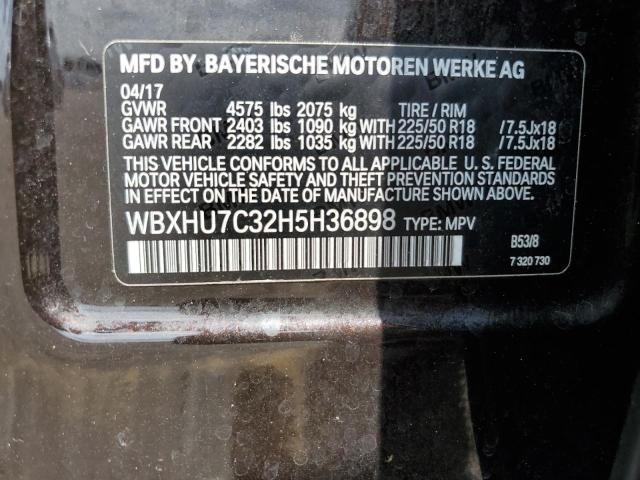 MFD BY: BAYERISCHE MOTOREN WERKE AG
04/17
GVWR 4575 lbs 2075 kg TIRE / RIM
GAWR FRONT 2403 lbs 1090 kg WITH 225/50 R18 /7.5Jx18
GAWR REAR 2282 lbs 1035 kg WITH 225/50 R18 /7.5Jx18
THIS VEHICLE CONFORMS TO ALL APPLICABLE U. S. FEDERAL
MOTOR VEHICLE SAFETY AND THEFT PREVENTION STANDARDS
IN EFFECT ON THE DATE OF MANUFACTURE SHOWN ABOVE.
WBXHU7C32H5H36898 TYPE: MPV
B53/8
7 320 730